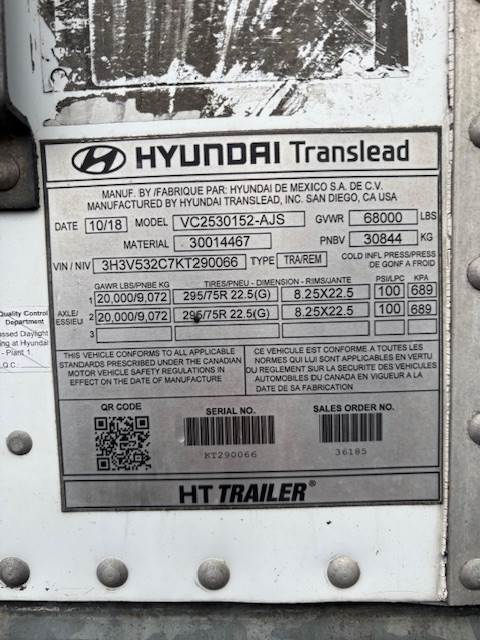 HYUNDAI Translead
MANUF. BY /FABRIQUE PAR: HYUNDAI DE MEXICO S.A. DE C.V.
MANUFACTURED BY HYUNDAI TRANSLEAD, INC. SAN DIEGO, CA USA
DATE 10/18 MODEL VC2530152-AJS GVWR 68000 LBS
MATERIAL 30014467 PNBV 30844 KG
VIN / NIV 3H3V532C7KT290066 TYPE TRA/REM COLD INFL PRESS/PRESS DE GONF A FROID
GAWR LBS/PNBE KG TIRES/PNEU - DIMENSION - RIMS/JANTE PSI/LPC KPA
AXLE/ESSIEU
1 20,000/9,072 295/75R 22.5(G) 8.25X22.5 100 689
2 20,000/9,072 295/75R 22.5(G) 8.25X22.5 100 689
3
THIS VEHICLE CONFORMS TO ALL APPLICABLE
STANDARDS PRESCRIBED UNDER THE CANADIAN
MOTOR VEHICLE SAFETY REGULATIONS IN
EFFECT ON THE DATE OF MANUFACTURE
CE VEHICULE EST CONFORME A TOUTES LES
NORMES QUI LUI SONT APPLICABLES EN VERTU
DU REGLEMENT SUR LA SECURITE DES VEHICULES
AUTOMOBILES DU CANADA EN VIGUEUR A LA
DATE DE SA FABRICATION
QR CODE
SERIAL NO.
KT290066
SALES ORDER NO.
36185
HT TRAILER®
Quality Control
Department
ssed Daylight
ing at Hyundai
- Plant 1.
Q.C.